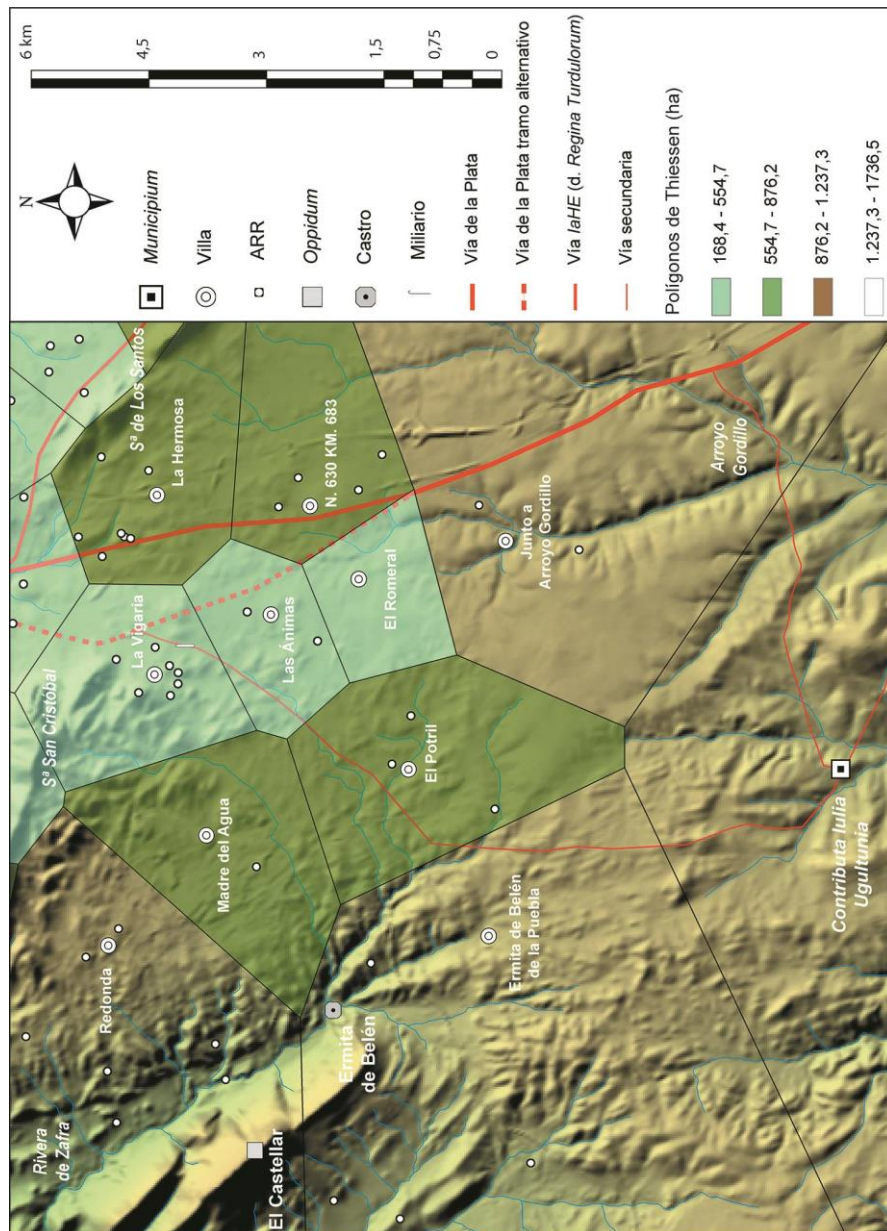 N
6 km
4,5
3
1,5
0,75
0
Municipium
Villa
ARR
Oppidum
Castro
Miliario
Vía de la Plata
Vía de la Plata tramo alternativo
Vía IaHE (d. Regina Turdulorum)
Vía secundaria
Polígonos de Thiessen (ha)
168,4 - 554,7
554,7 - 876,2
876,2 - 1.237,3
1.237,3 - 1736,5
Sª de Los Santos
La Hermosa
N. 630 KM. 683
Sª San Cristóbal
La Vigaria
Las Ánimas
El Romeral
Junto a
Arroyo Gordillo
Arroyo
Gordillo
Madre del Agua
El Potril
Redonda
Ermita de Belén
de la Puebla
Contributa Iulia
Ugultunia
Rivera
de Zafra
Ermita
de Belén
El Castellar